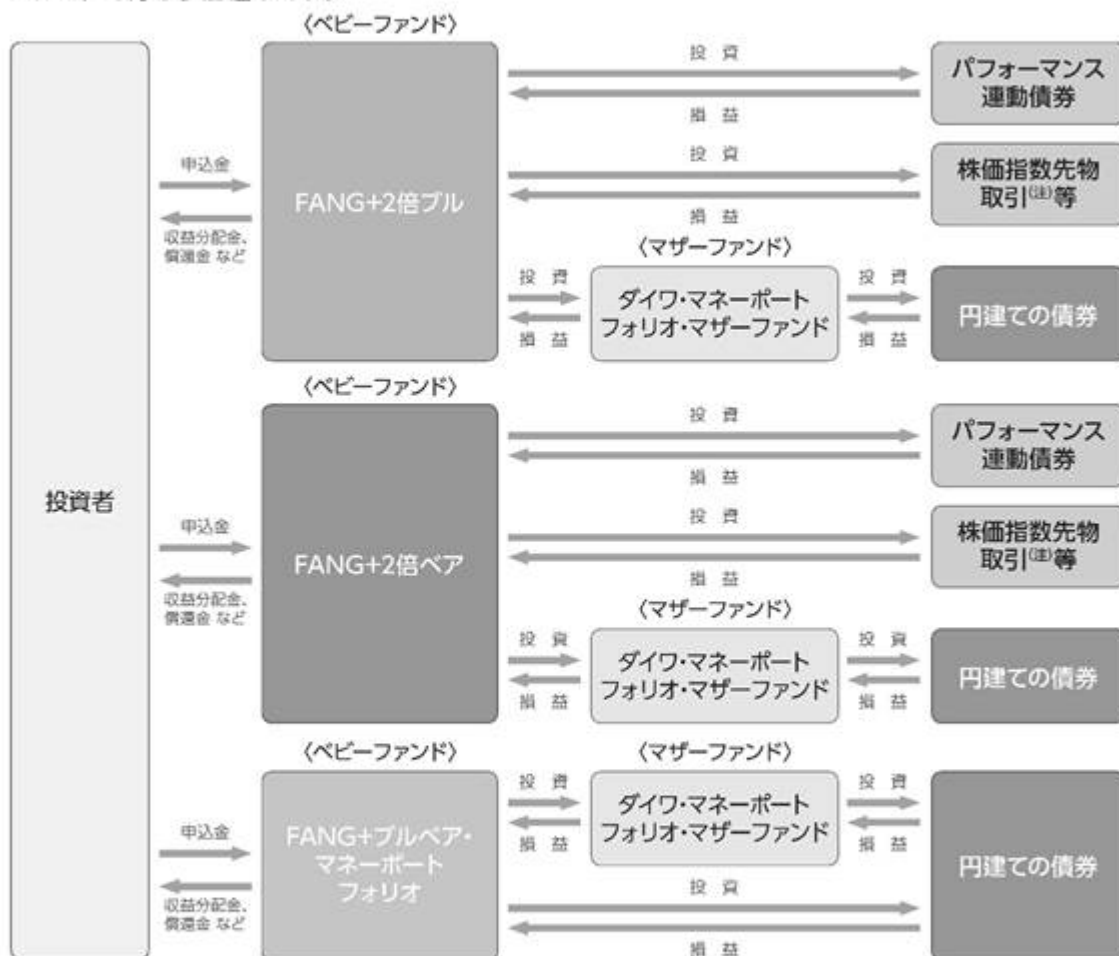 〈ベビーファンド〉
投資
パフォーマンス
連動債券
損益
申込金
投資
株価指数先物
取引(注)等
FANG+2倍ブル
収益分配金、
償還金 など
損益
〈マザーファンド〉
投資
ダイワ・マネーポート
フォリオ・マザーファンド
投資
円建ての債券
損益
損益
〈ベビーファンド〉
投資
パフォーマンス
連動債券
損益
投資者
申込金
投資
株価指数先物
取引(注)等
FANG+2倍ベア
収益分配金、
償還金 など
損益
〈マザーファンド〉
投資
ダイワ・マネーポート
フォリオ・マザーファンド
投資
円建ての債券
損益
損益
〈ベビーファンド〉
〈マザーファンド〉
投資
ダイワ・マネーポート
フォリオ・マザーファンド
投資
申込金
FANG+ブルベア・
マネーポート
フォリオ
損益
損益
円建ての債券
収益分配金、
償還金 など
投資
損益